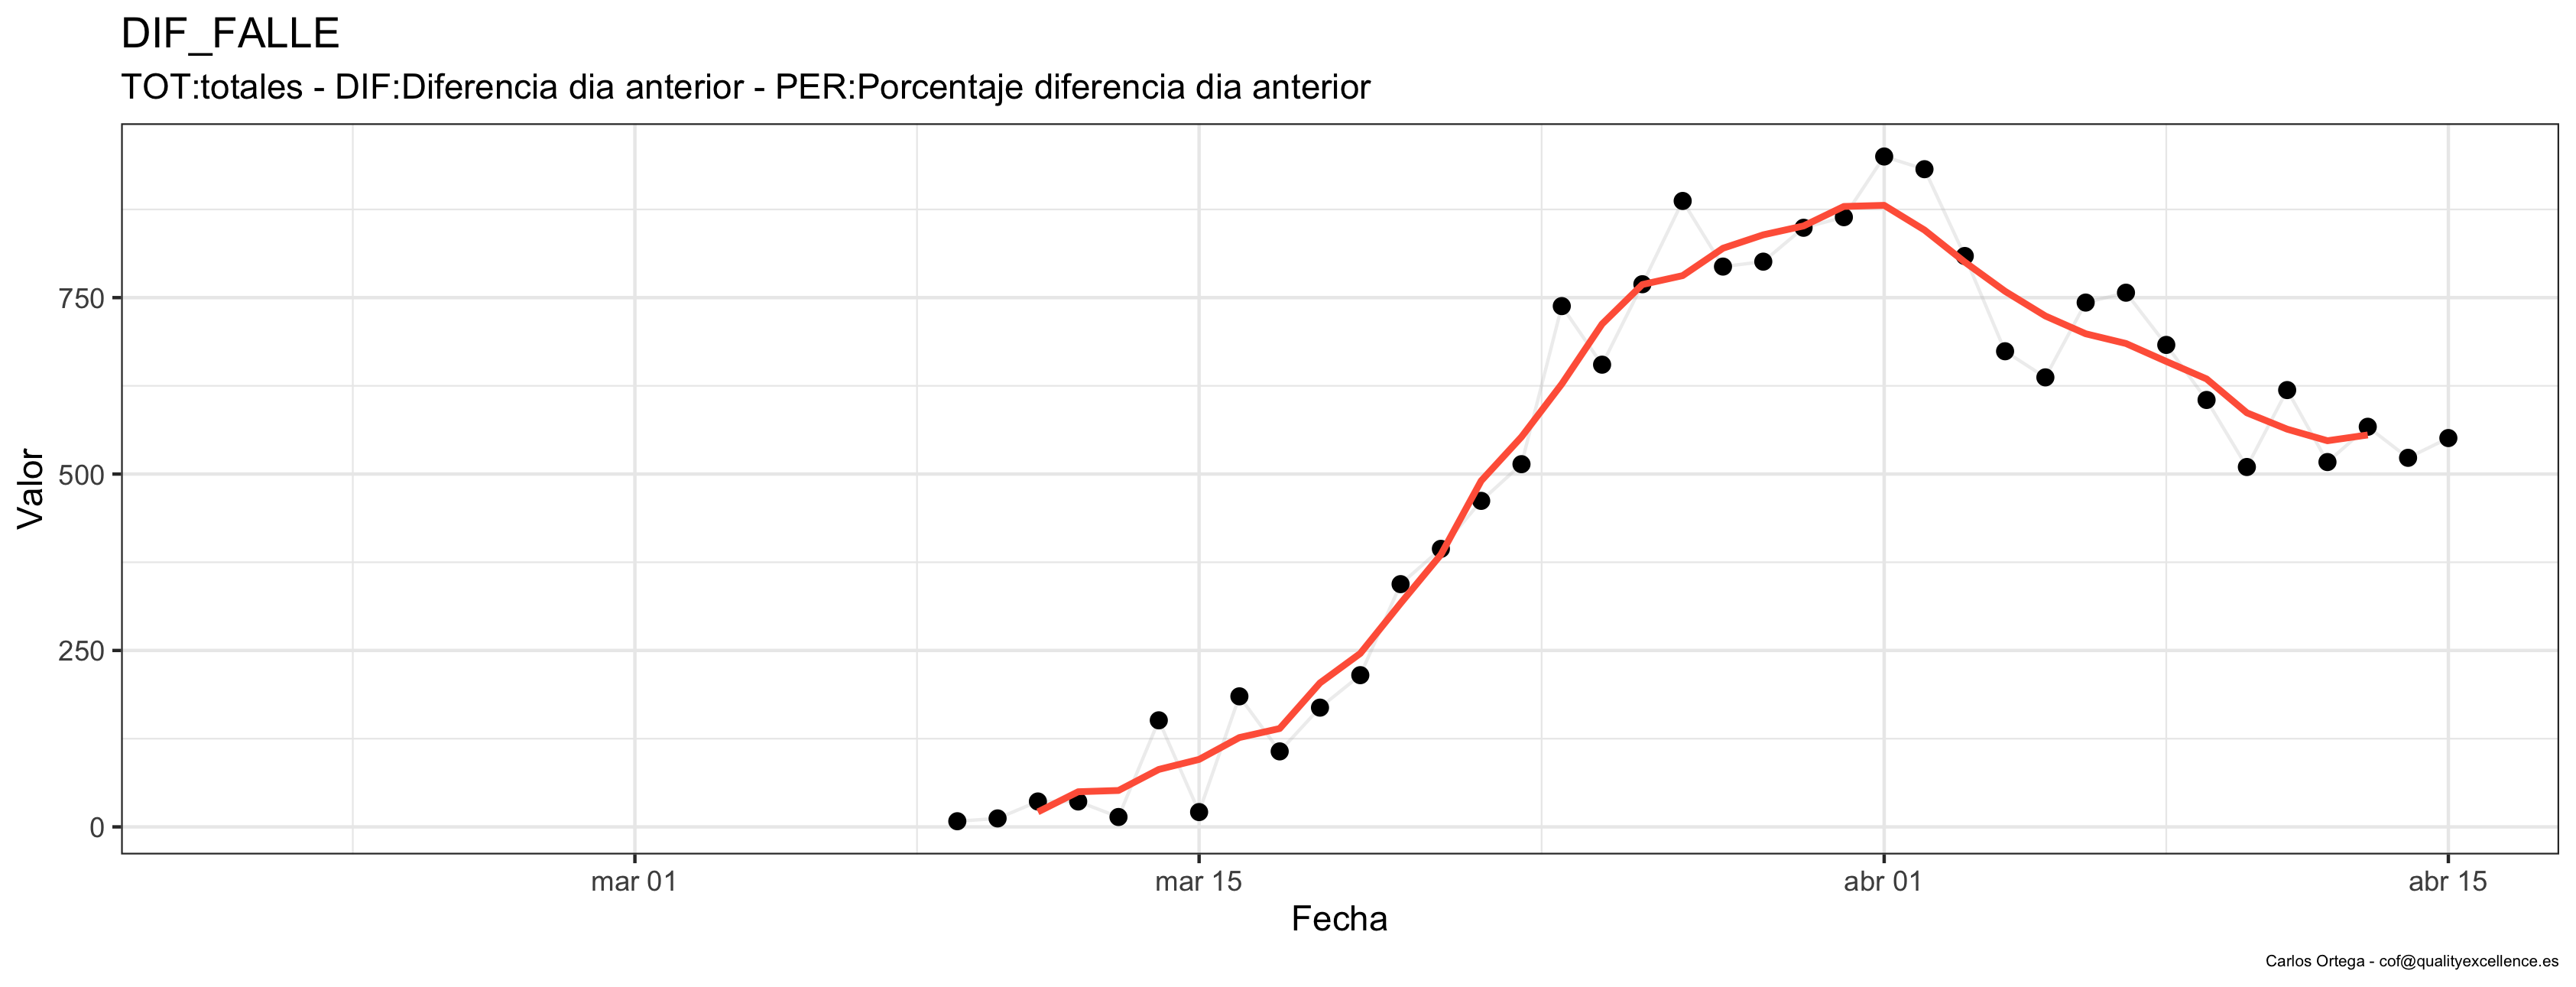 DIF_FALLE
TOT:totales - DIF:Diferencia dia anterior - PER:Porcentaje diferencia dia anterior
Valor
750
500
250
0
mar 01
mar 15
abr 01
abr 15
Fecha
Carlos Ortega - cof@qualityexcellence.es